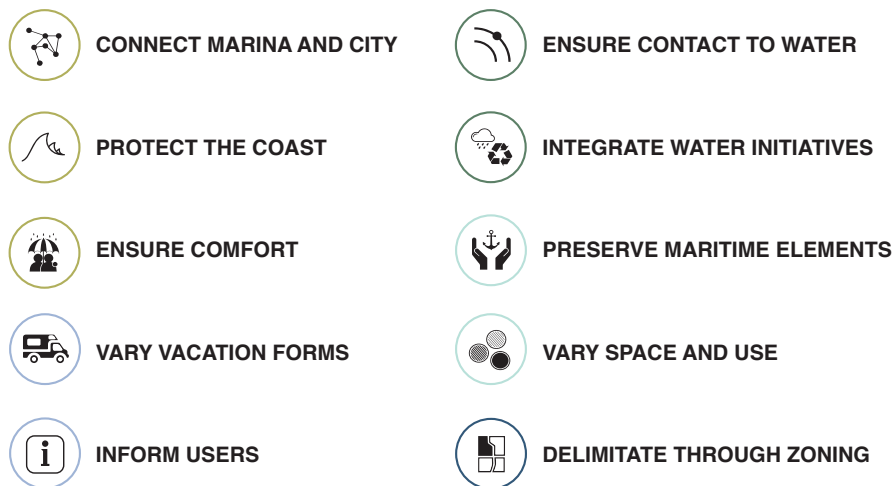 CONNECT MARINA AND CITY
PROTECT THE COAST
ENSURE COMFORT
VARY VACATION FORMS
i
INFORM USERS
ENSURE CONTACT TO WATER
INTEGRATE WATER INITIATIVES
PRESERVE MARITIME ELEMENTS
VARY SPACE AND USE
DELIMITATE THROUGH ZONING